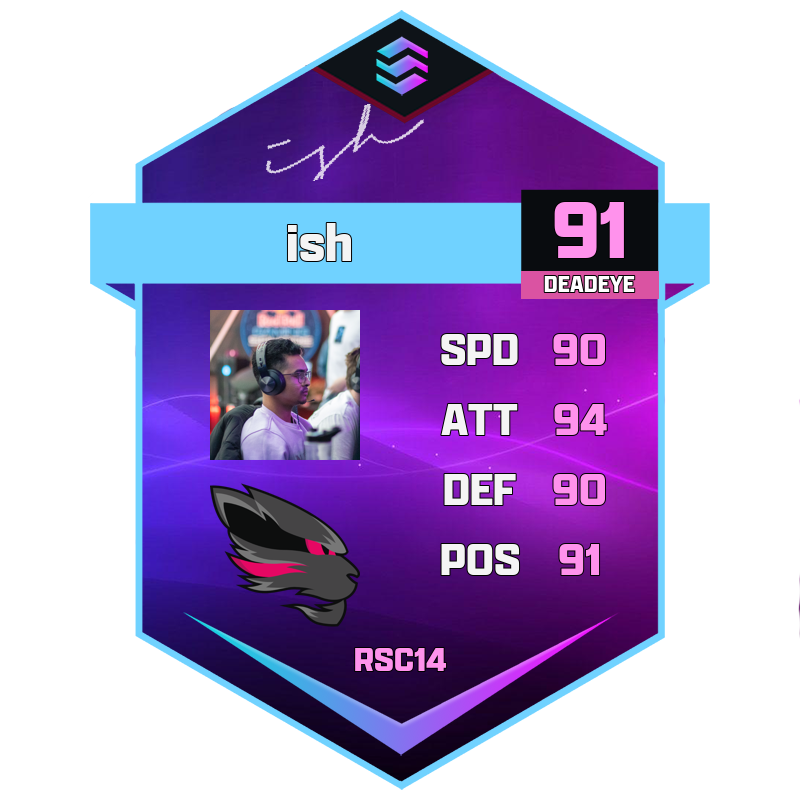 ish
ish
91
DEADEYE
SPD 90
ATT 94
DEF 90
POS 91
RSC14